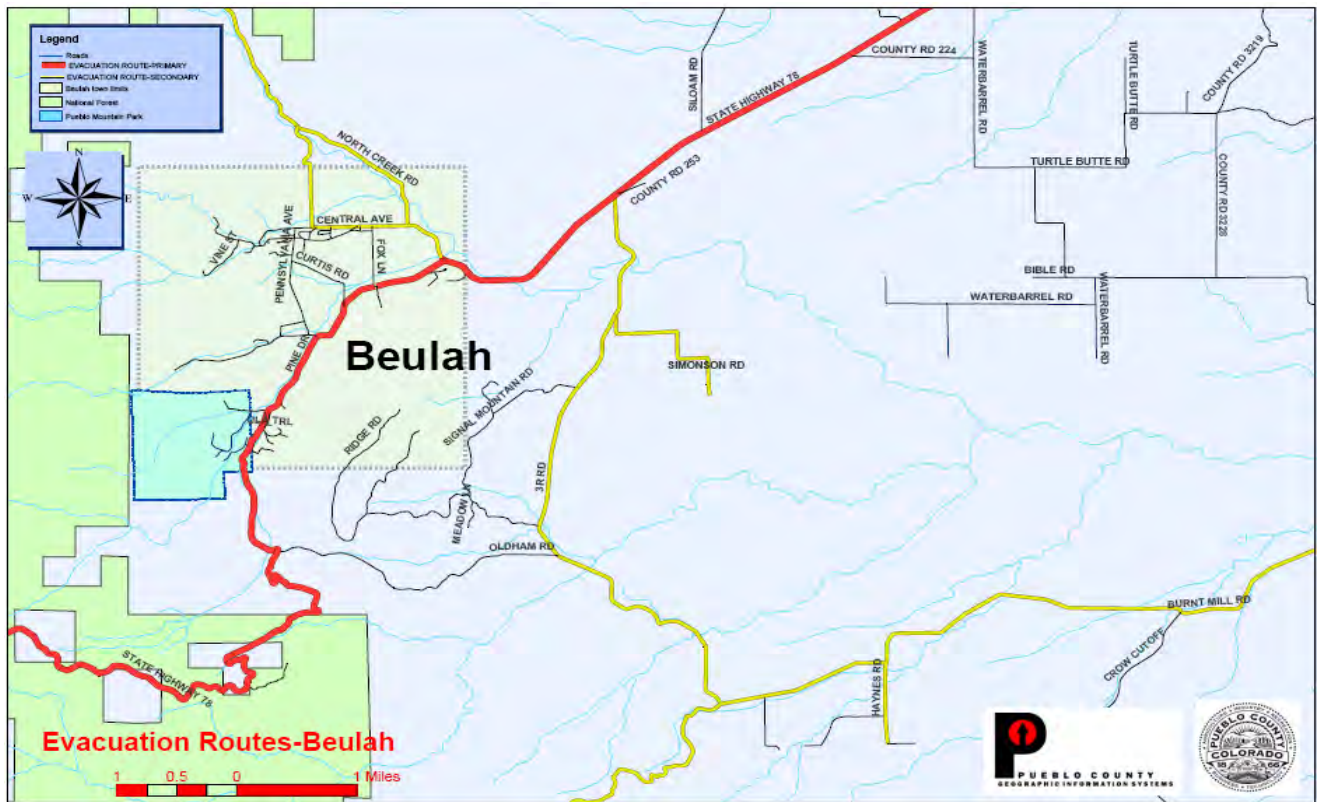 Legend
Roads
EVACUATION ROUTE-PRIMARY
EVACUATION ROUTE-SECONDARY
Beulah town limits
National Forest
Pueblo Mountain Park
N
W
E
S
NORTH CREEK RD
SILOAM RD
STATE HIGHWAY 78
COUNTY RD 224
WATERBARREL RD
TURTLE BUTTE RD
COUNTY RD 3219
COUNTY RD 253
TURTLE BUTTE RD
COUNTY RD 3228
CENTRAL AVE
VINE ST
PENNSYLVANIA AVE
CURTIS RD
FOX LN
BIBLE RD
WATERBARREL RD
WATERBARREL RD
PINE DR
Beulah
SIMONSON RD
SIGNAL MOUNTAIN RD
TRL
RIDGE RD
3R RD
MEADOW LN
OLDHAM RD
BURNT MILL RD
CROW CUTOFF
HAYNES RD
STATE HIGHWAY 78
Evacuation Routes-Beulah
1 0.5 0 1 Miles
PUEBLO COUNTY
GEOGRAPHIC INFORMATION SYSTEMS
PUEBLO COUNTY
COLORADO